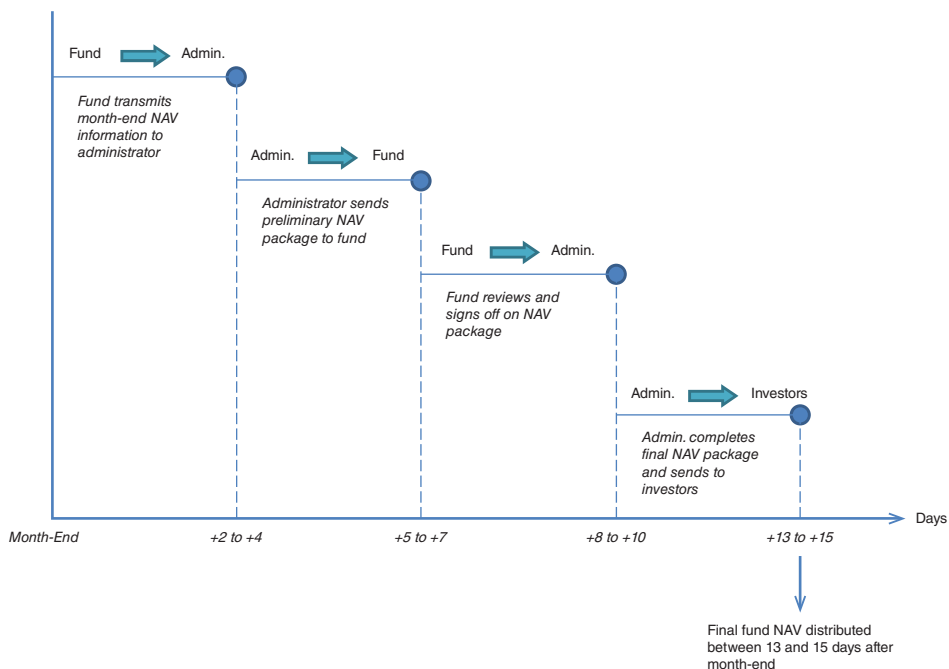 Fund Admin.
Fund transmits
month-end NAV
information to
administrator
Admin. Fund
Administrator sends
preliminary NAV
package to fund
Fund Admin.
Fund reviews and
signs off on NAV
package
Admin. Investors
Admin. completes
final NAV package
and sends to
investors
Days
Month-End +2 to +4 +5 to +7 +8 to +10 +13 to +15
Final fund NAV distributed
between 13 and 15 days after
month-end